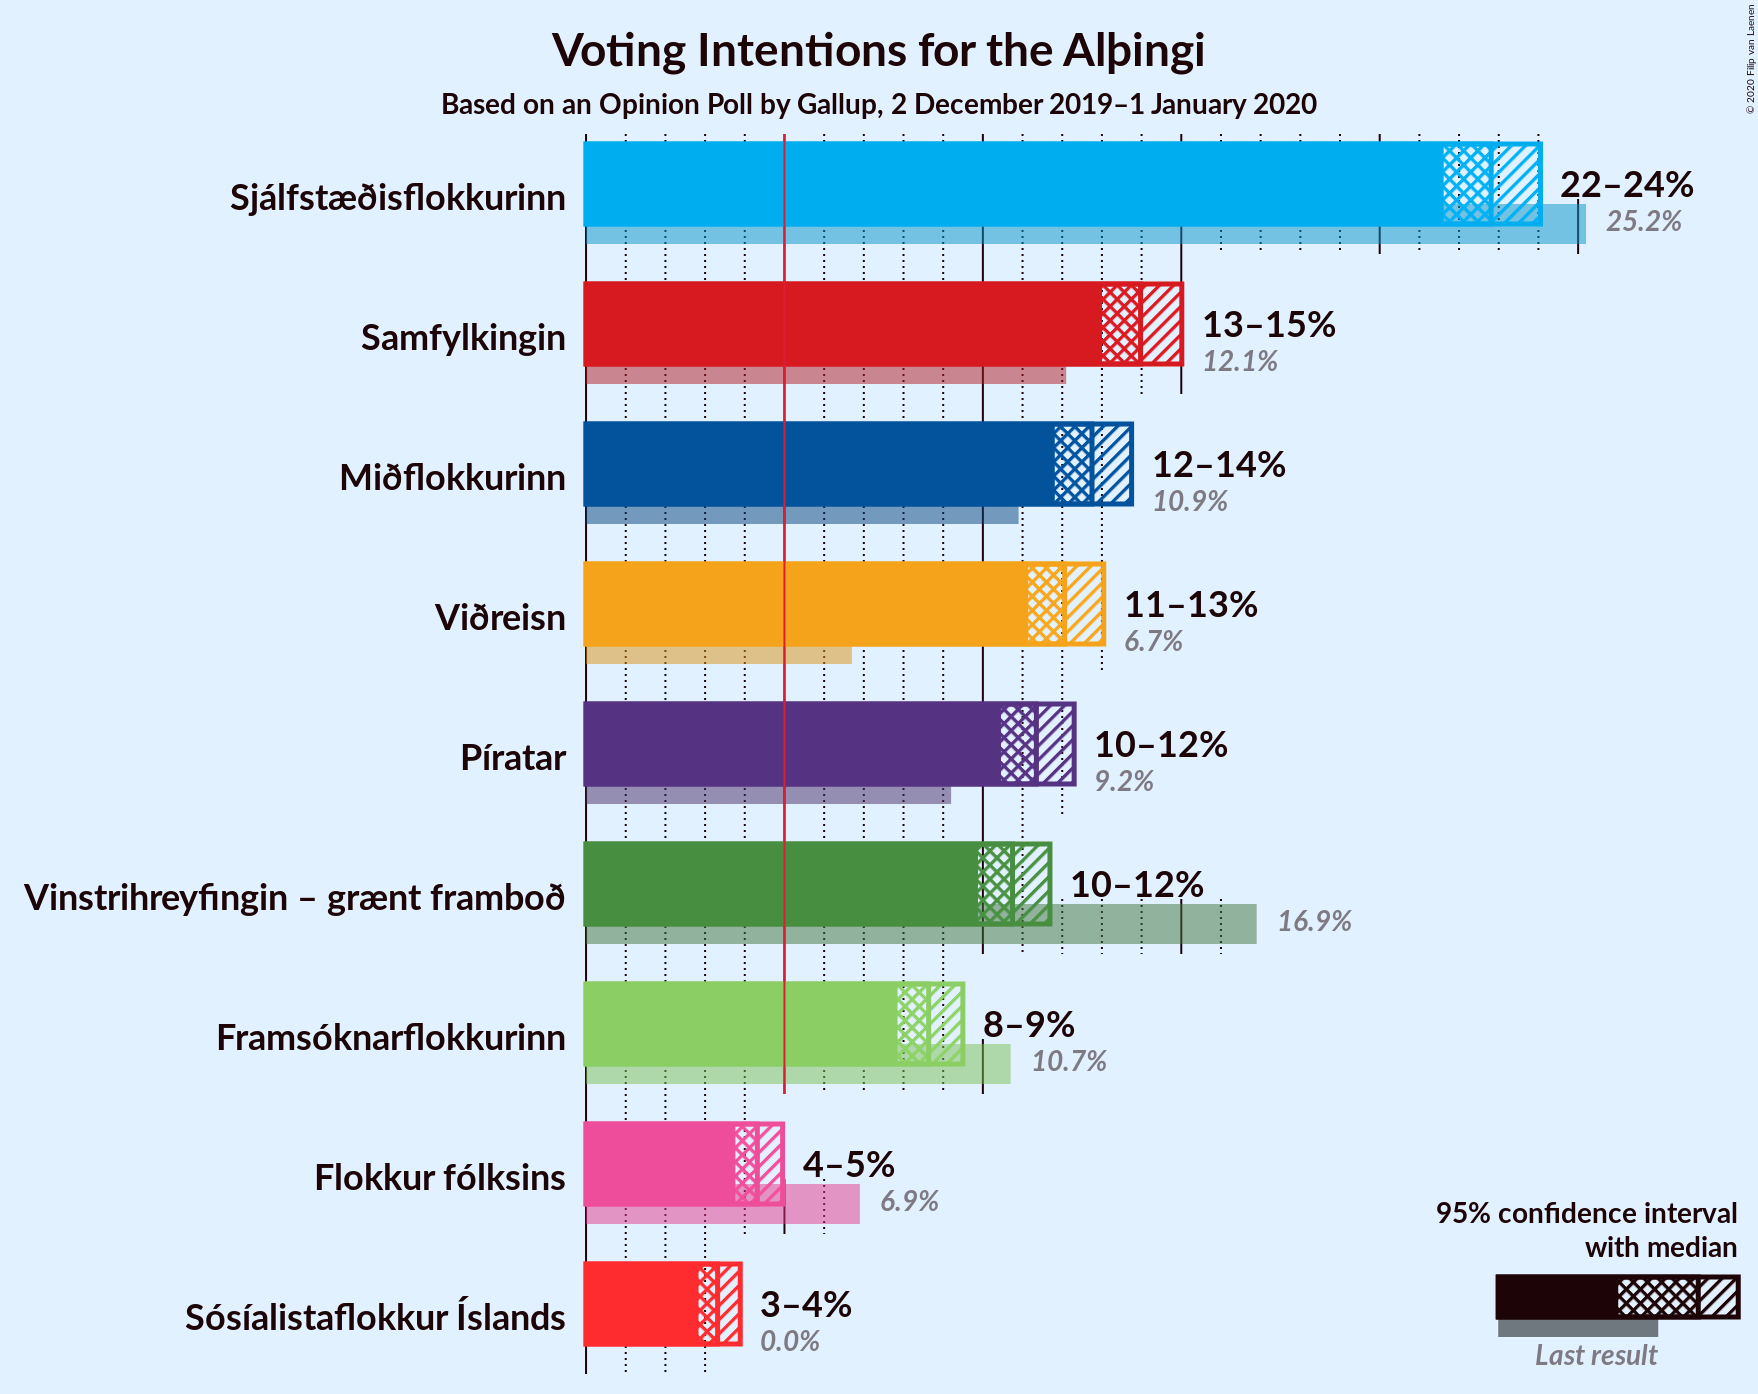 Voting Intentions for the Alþingi
Based on an Opinion Poll by Gallup, 2 December 2019–1 January 2020
© 2020 Filip van Laenen
Sjálfstæðisflokkurinn
22–24%
25.2%
Samfylkingin
13–15%
12.1%
Miðflokkurinn
12–14%
10.9%
Viðreisn
11–13%
6.7%
Píratar
10–12%
9.2%
Vinstrihreyfingin – grænt framboð
10–12%
16.9%
Framsóknarflokkurinn
8–9%
10.7%
Flokkur fólksins
4–5%
6.9%
Sósíalistaflokkur Íslands
3–4%
0.0%
95% confidence interval
with median
Last result